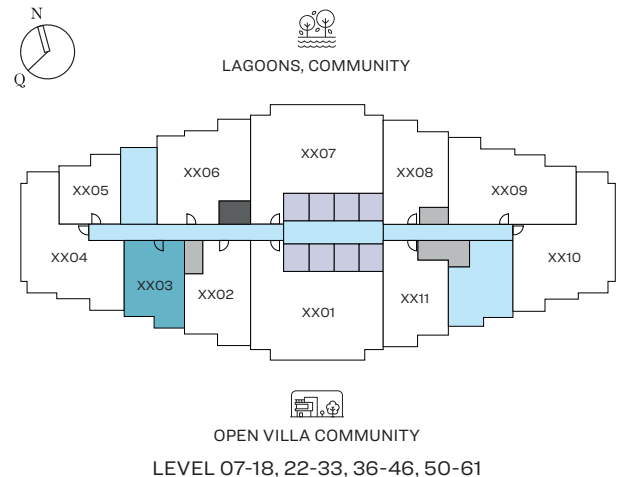 N
Q
LAGOONS, COMMUNITY
XX07
XX06
XX08
XX05
XX09
XX04
XX03
XX02
XX01
XX11
XX10
OPEN VILLA COMMUNITY
LEVEL 07-18, 22-33, 36-46, 50-61